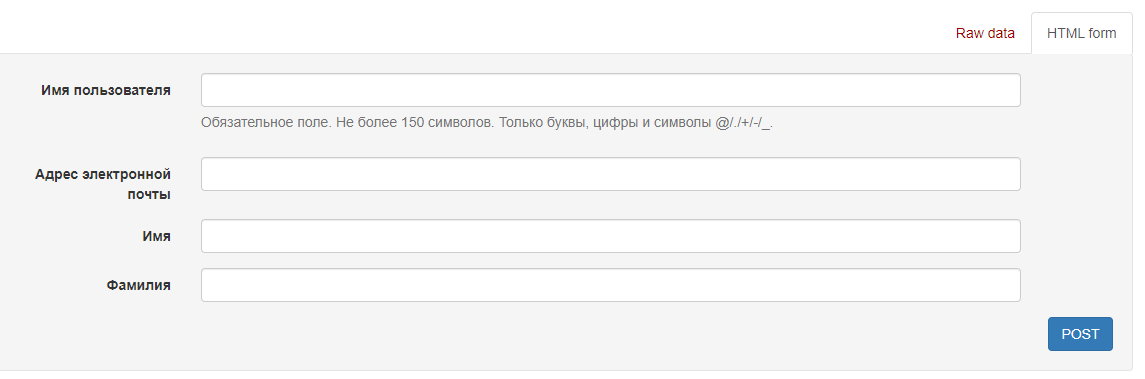 Raw data
HTML form
Имя пользователя
Обязательное поле. Не более 150 символов. Только буквы, цифры и символы @/./+/-/_.
Адрес электронной
почты
Имя
Фамилия
POST